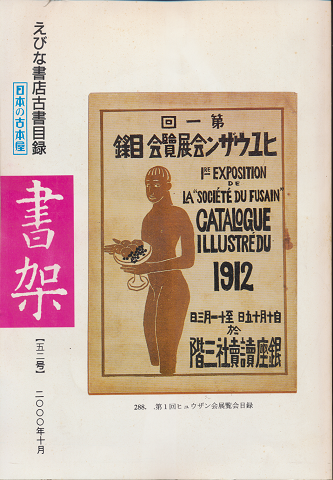 えびな書店古書目録
日本の古本屋
書架
【五二号】 二〇〇〇年十月
第一回
ヒユウザン会展覧会目録
1RE EXPOSITION
DE
LA "SOCIÉTÉ DU FUSAIN"
CATALOGUE
ILLUSTRÉ DU
1912
自十月十五日至十一月三日
於
銀座読売社三階
288. .第1回ヒュウザン会展覧会目録